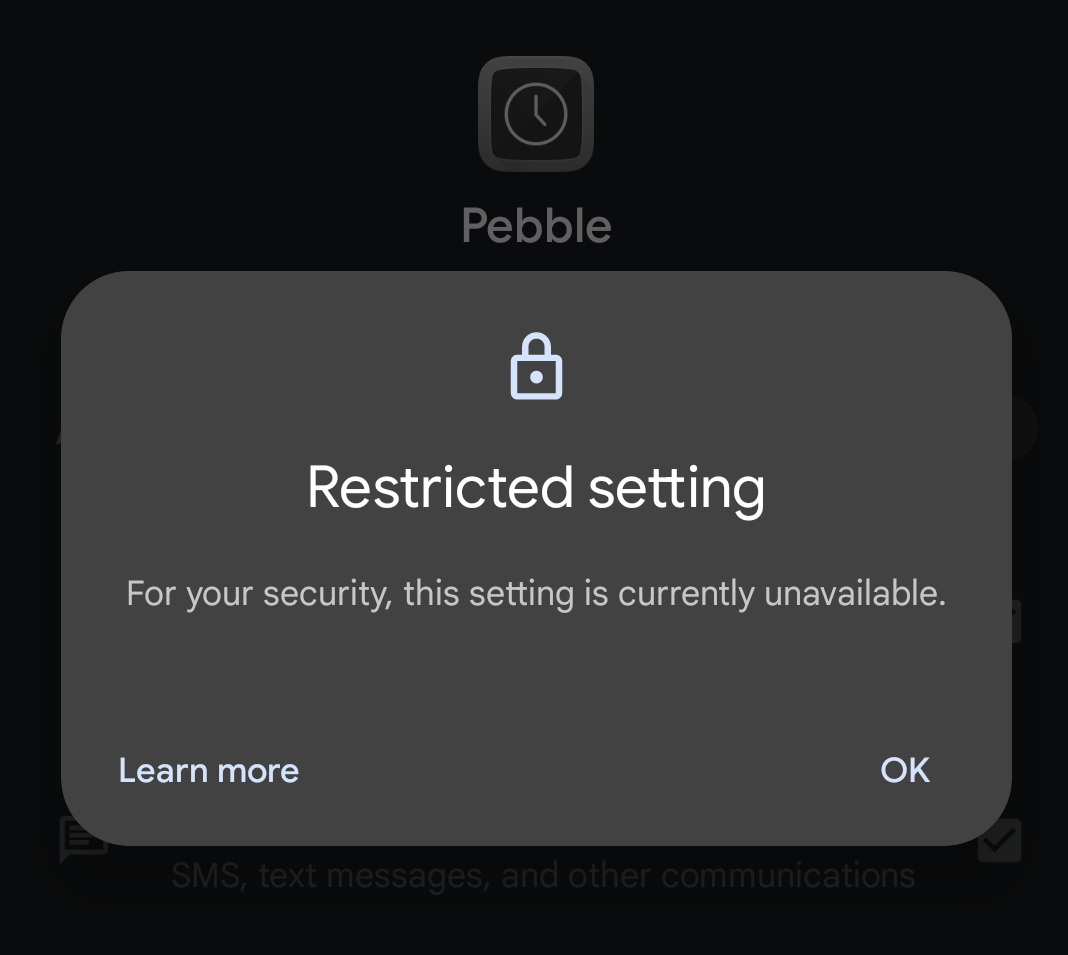 Pebble
Restricted setting
For your security, this setting is currently unavailable.
Learn more
OK
SMS, text messages, and other communications